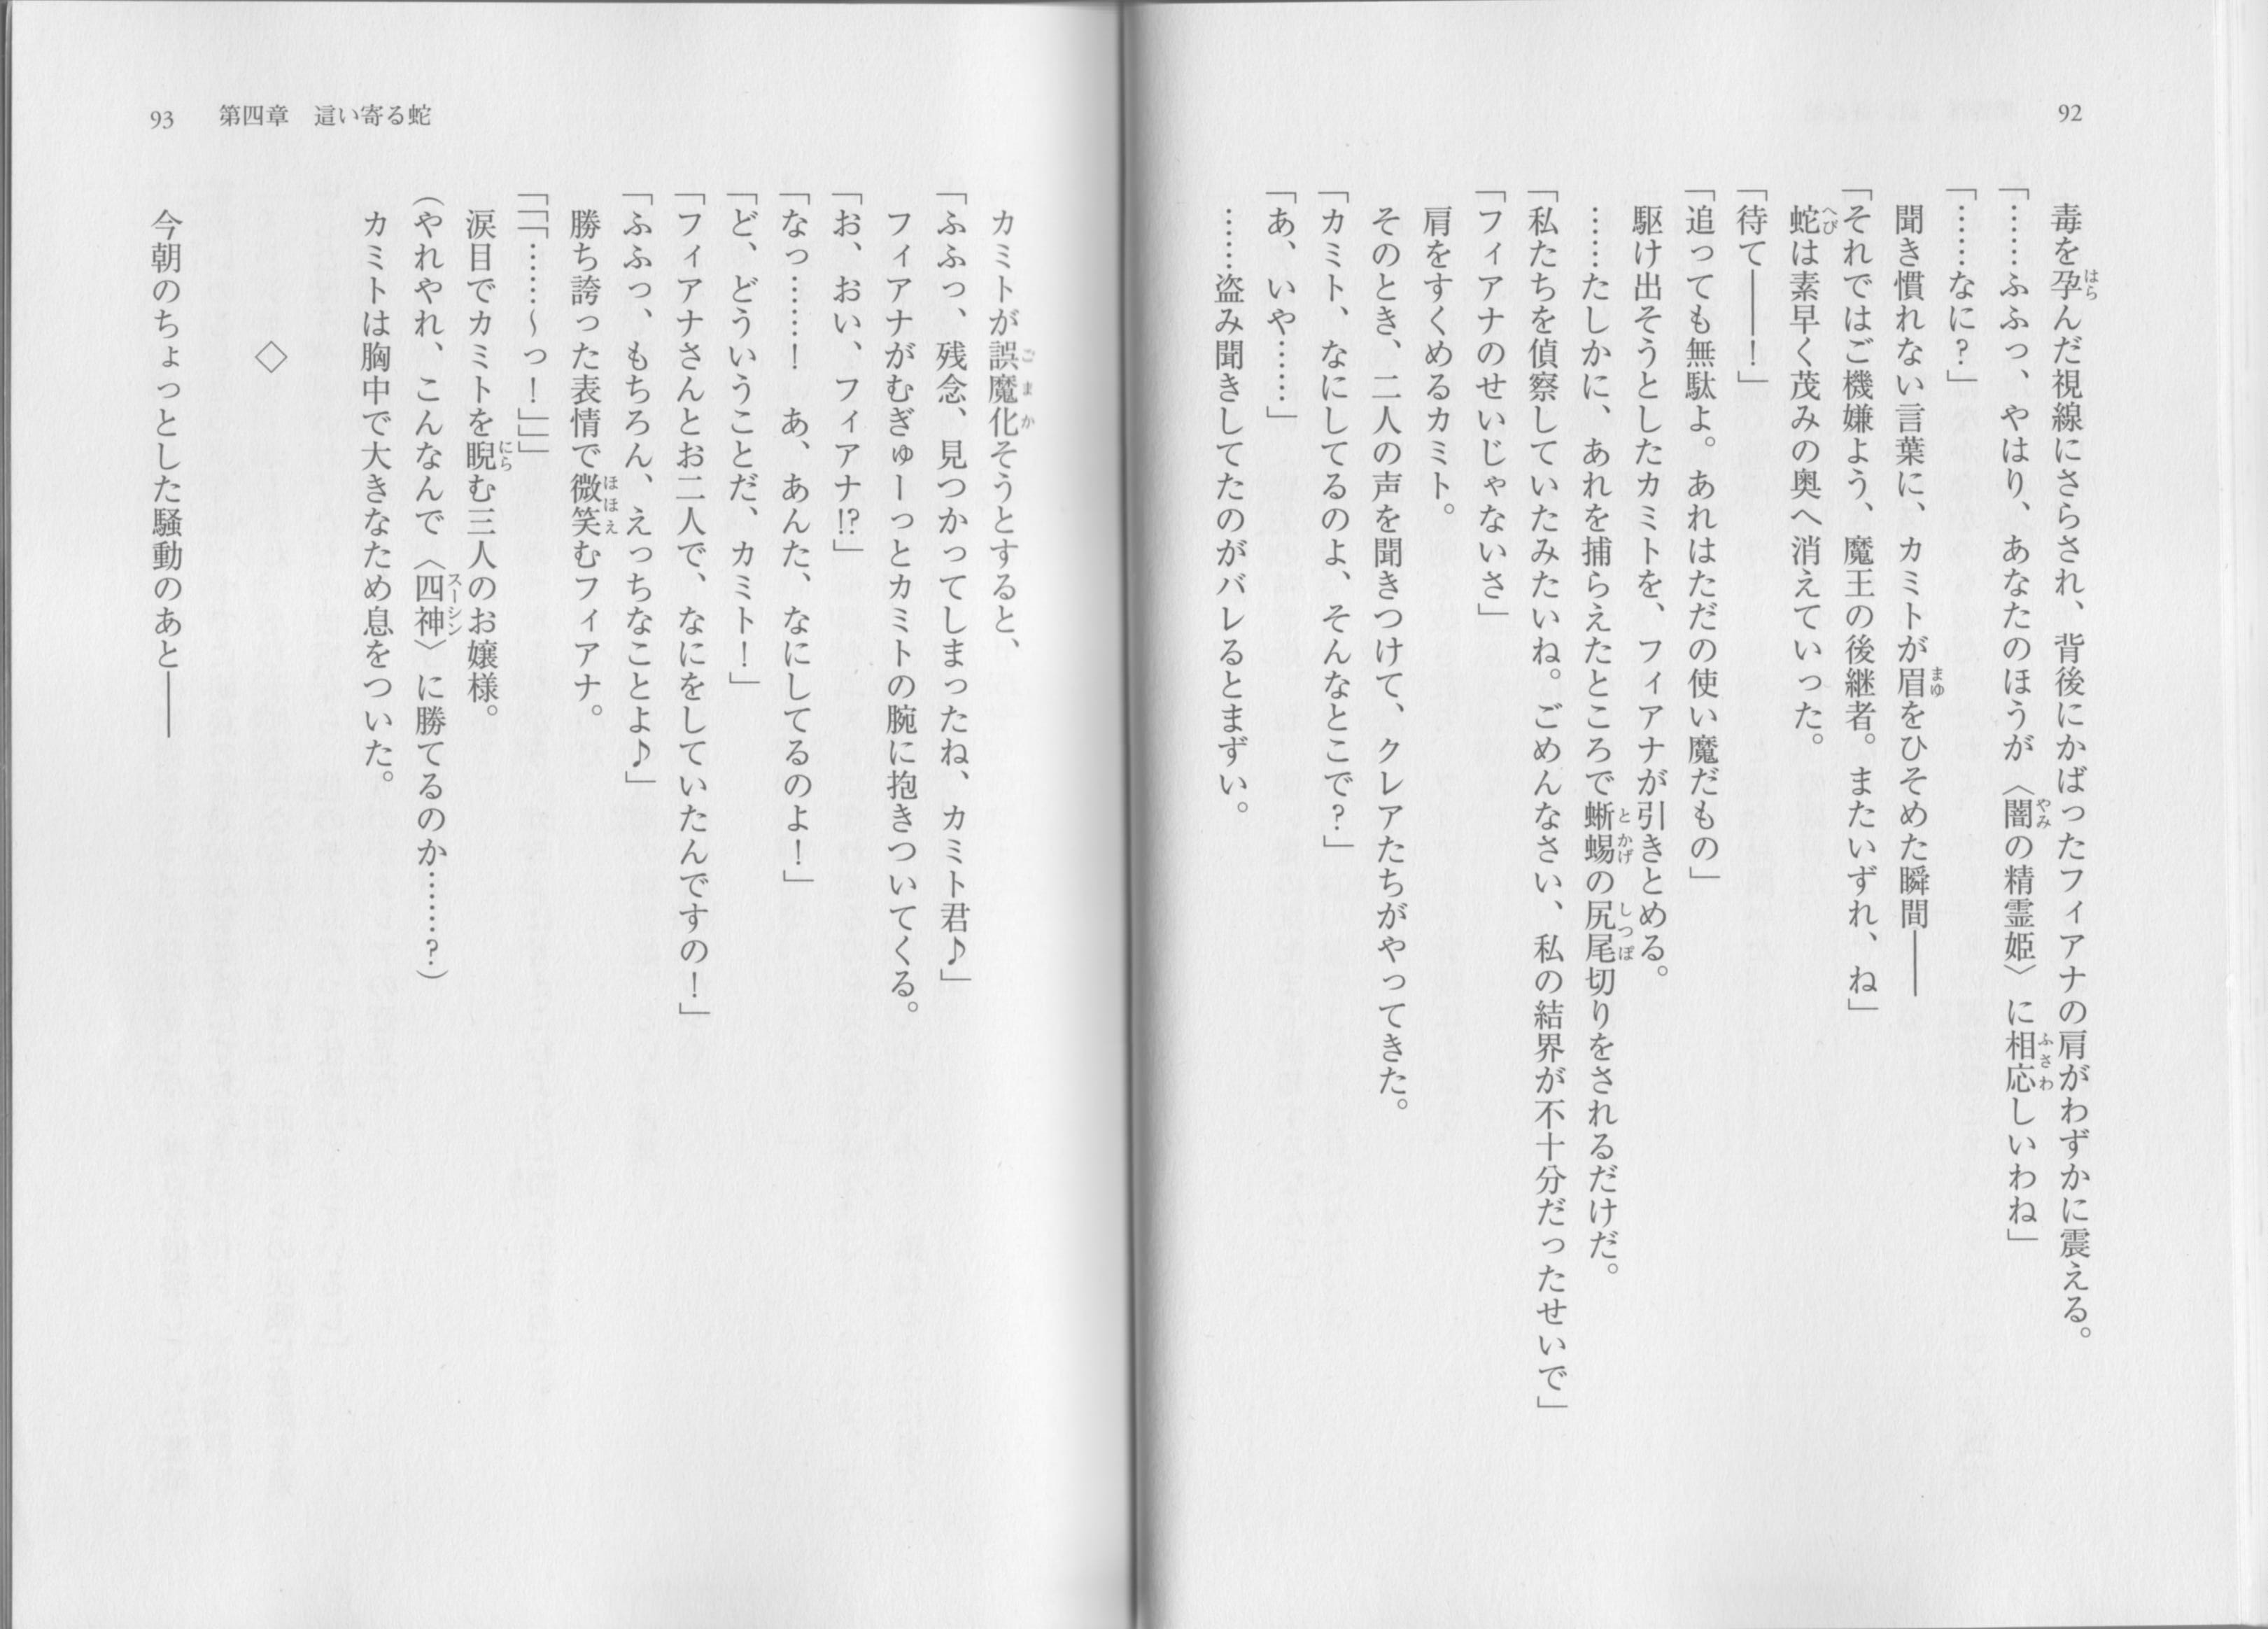 92
毒を孕んだ視線にさらされ、背後にかばったフィアナの肩がわずかに震える。
「……ふふっ、やはり、あなたのほうが〈闇の精霊姫〉に相応しいわね」
「……なに?」
聞き慣れない言葉に、カミトが眉をひそめた瞬間――
「それではご機嫌よう、魔王の後継者。またいずれ、ね」
蛇は素早く茂みの奥へ消えていった。
「待て――!」
「追っても無駄よ。あれはただの使い魔だもの」
駆け出そうとしたカミトを、フィアナが引きとめる。
……たしかに、あれを捕らえたところで蜥蜴の尻尾切りをされるだけだ。
「私たちを偵察していたみたいね。ごめんなさい、私の結界が不十分だったせいで」
「フィアナのせいじゃないさ」
肩をすくめるカミト。
そのとき、二人の声を聞きつけて、クレアたちがやってきた。
「カミト、なにしてるのよ、そんなとこで?」
「あ、いや……」
……盗み聞きしてたのがバレるとまずい。
93 第四章 這い寄る蛇
カミトが誤魔化そうとすると、
「ふふっ、残念、見つかってしまったね、カミト君♪」
フィアナがむぎゅーっとカミトの腕に抱きついてくる。
「お、おい、フィアナ!?」
「なっ……! あ、あんた、なにしてるのよ!」
「ど、どういうことだ、カミト!」
「フィアナさんとお二人で、なにをしていたんですの!」
「ふふっ、もちろん、えっちなことよ♪」
勝ち誇った表情で微笑むフィアナ。
「「「……～っ!」」」
涙目でカミトを睨む三人のお嬢様。
(やれやれ、こんなんで〈四神〉に勝てるのか……?)
カミトは胸中で大きなため息をついた。
◇
今朝のちょっとした騒動のあと――